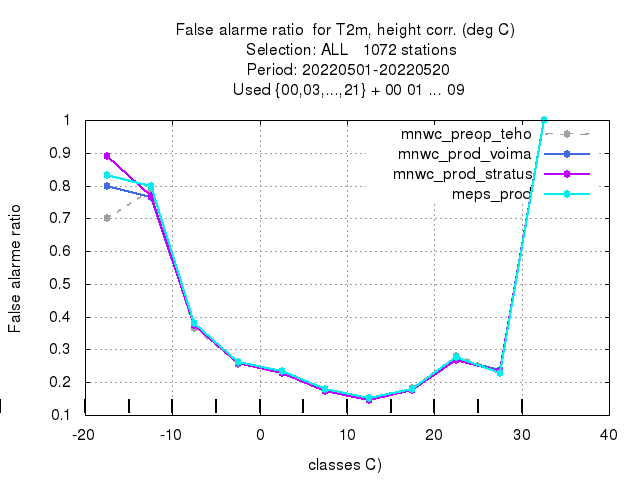 False alarme ratio  for T2m, height corr. (deg C)
Selection: ALL   1072 stations
Period: 20220501-20220520
Used {00,03,...,21} + 00 01 ... 09
mnwc_preop_teho
mnwc_prod_voima
mnwc_prod_stratus
meps_prod
1
0.9
0.8
0.7
0.6
0.5
0.4
0.3
0.2
0.1
False alarme ratio
-20 -10 0 10 20 30 40
classes C)